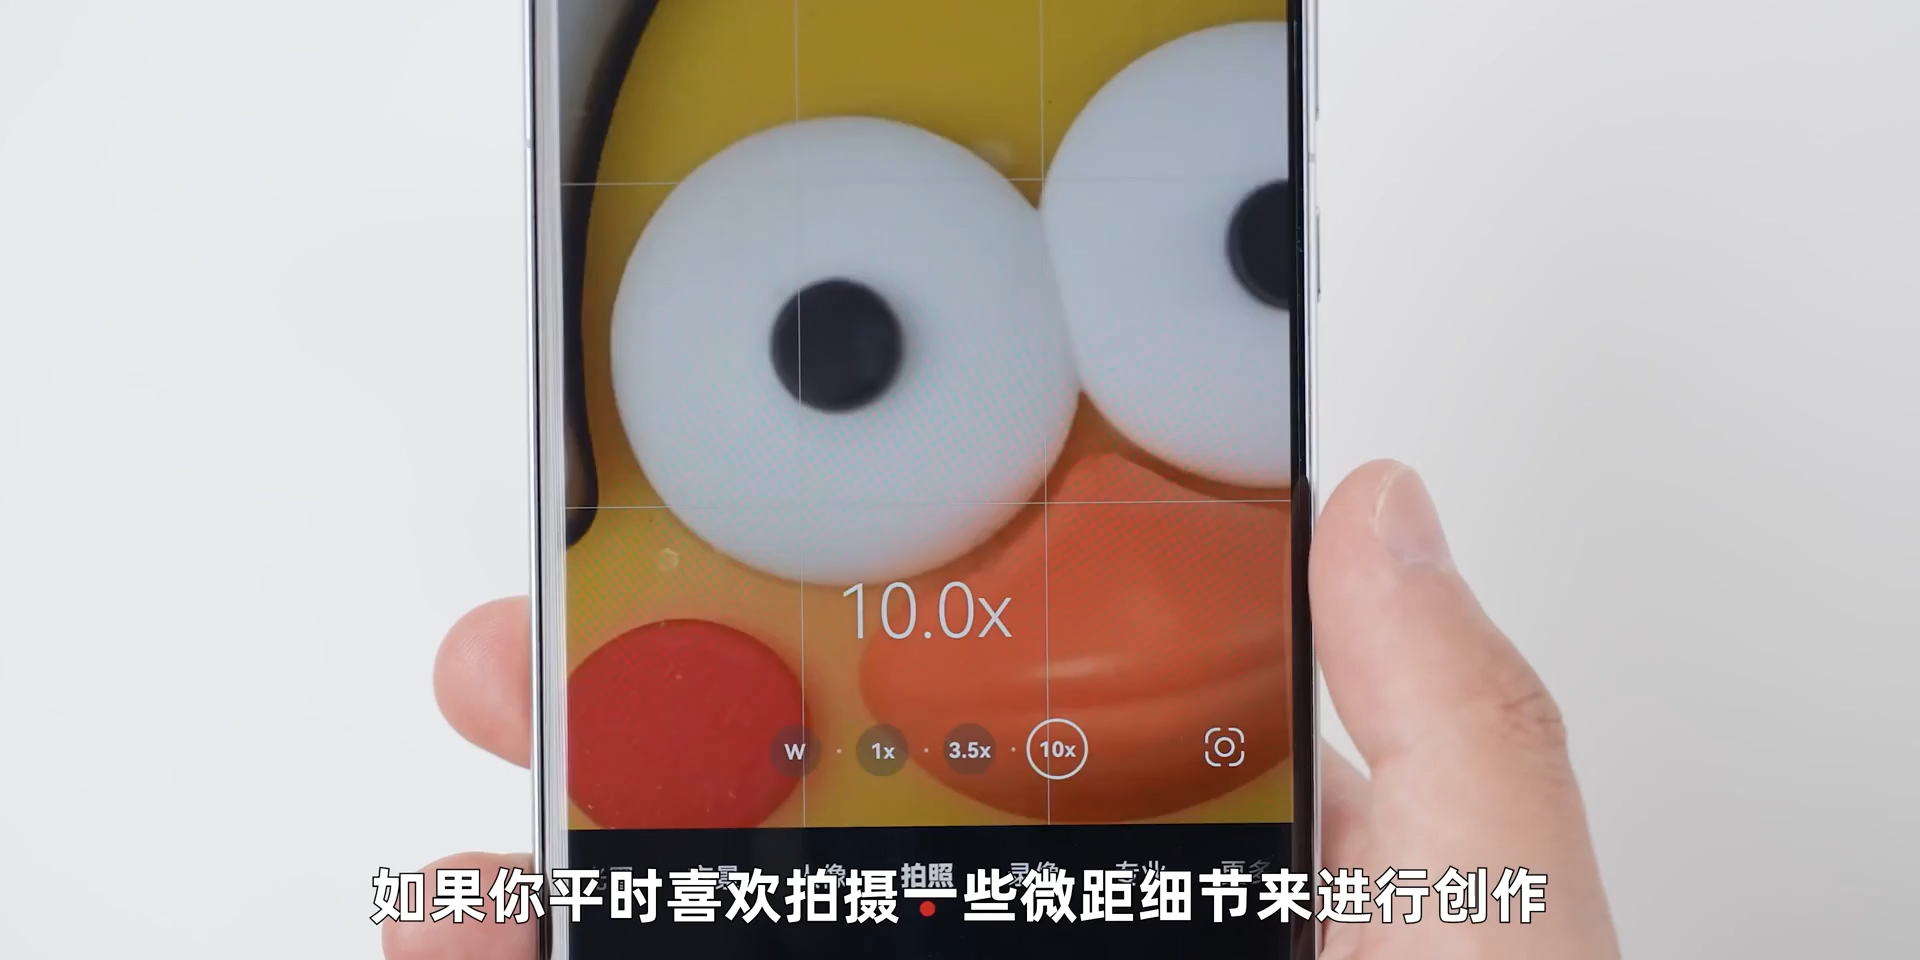 10.0x
W · 1x · 3.5x · 10x
拍照
如果你平时喜欢拍摄一些微距细节来进行创作